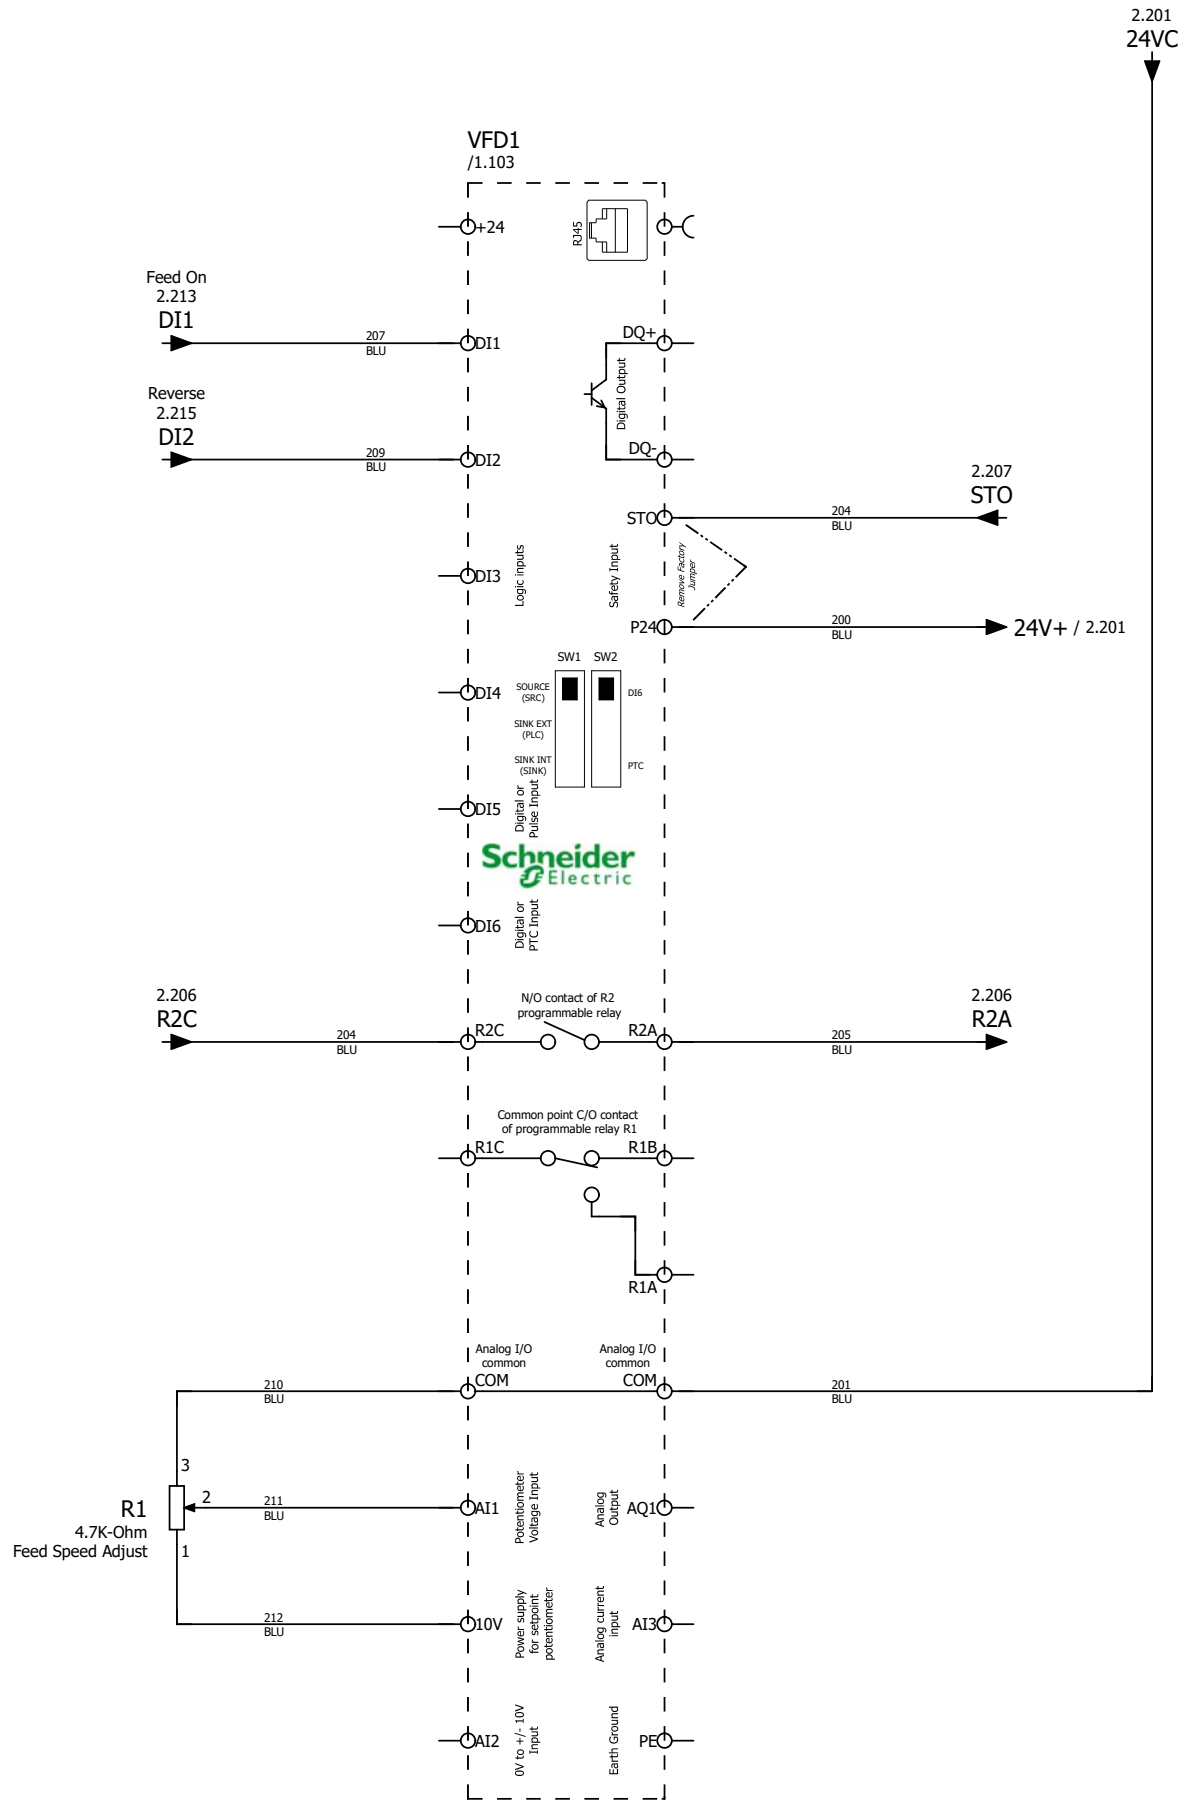 2.201
24VC
VFD1
/1.103
+24
RJ45
Feed On
2.213
DI1
207
BLU
DI1
DQ+
Digital Output
Reverse
2.215
DI2
209
BLU
DI2
DQ-
2.207
STO
STO
204
BLU
DI3
Logic inputs
Safety Input
Remove Factory
Jumper
P24
200
BLU
24V+ / 2.201
SW1
SW2
DI4
SOURCE
(SRC)
DI6
SINK EXT
(PLC)
SINK INT
(SINK)
PTC
DI5
Digital or
Pulse Input
Schneider
Electric
DI6
Digital or
PTC Input
2.206
R2C
204
BLU
R2C
N/O contact of R2
programmable relay
R2A
205
BLU
2.206
R2A
Common point C/O contact
of programmable relay R1
R1C
R1B
R1A
Analog I/O
common
COM
Analog I/O
common
COM
210
BLU
201
BLU
3
R1
4.7K-Ohm
Feed Speed Adjust
2
1
211
BLU
AI1
Potentiometer
Voltage Input
Analog
Output
AQ1
212
BLU
10V
Power supply
for setpoint
potentiometer
Analog current
input
AI3
AI2
0V to +/- 10V
Input
Earth Ground
PE